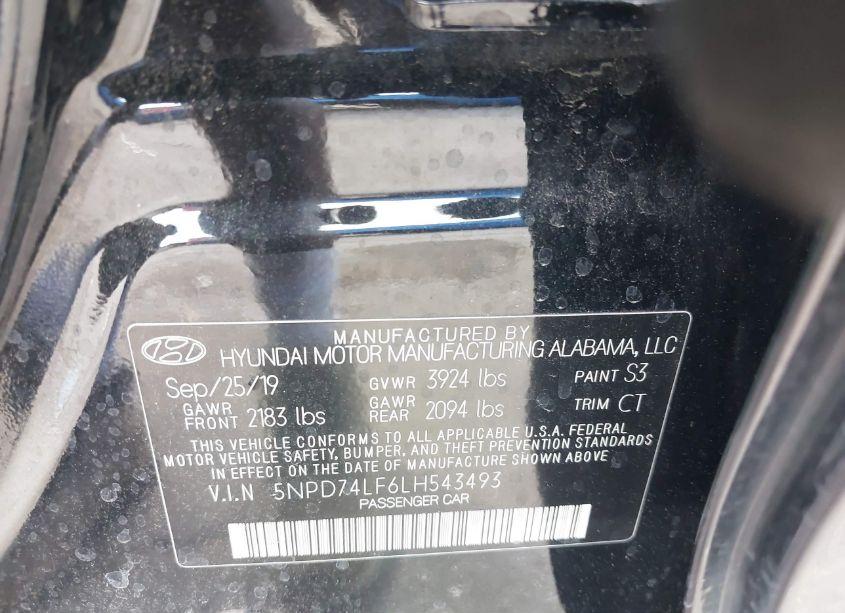 MANUFACTURED BY
HYUNDAI MOTOR MANUFACTURING ALABAMA, LLC
Sep/25/19 GVWR 3924 lbs PAINT S3
GAWR FRONT 2183 lbs GAWR REAR 2094 lbs TRIM CT
THIS VEHICLE CONFORMS TO ALL APPLICABLE U.S.A. FEDERAL
MOTOR VEHICLE SAFETY, BUMPER, AND THEFT PREVENTION STANDARDS
IN EFFECT ON THE DATE OF MANUFACTURE SHOWN ABOVE
V.I.N 5NPD74LF6LH543493
PASSENGER CAR